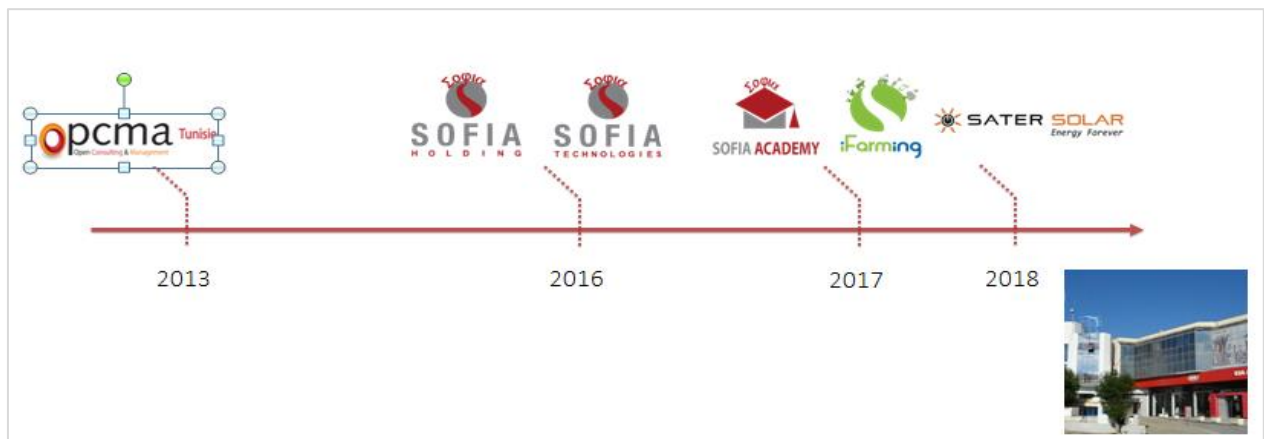 opcma Tunisie
Open Consulting & Management
Σοφια
SOFIA
HOLDING
Σοφια
SOFIA
TECHNOLOGIES
Σοφια
SOFIA ACADEMY
iFarming
SATER SOLAR
Energy Forever
2013
2016
2017
2018